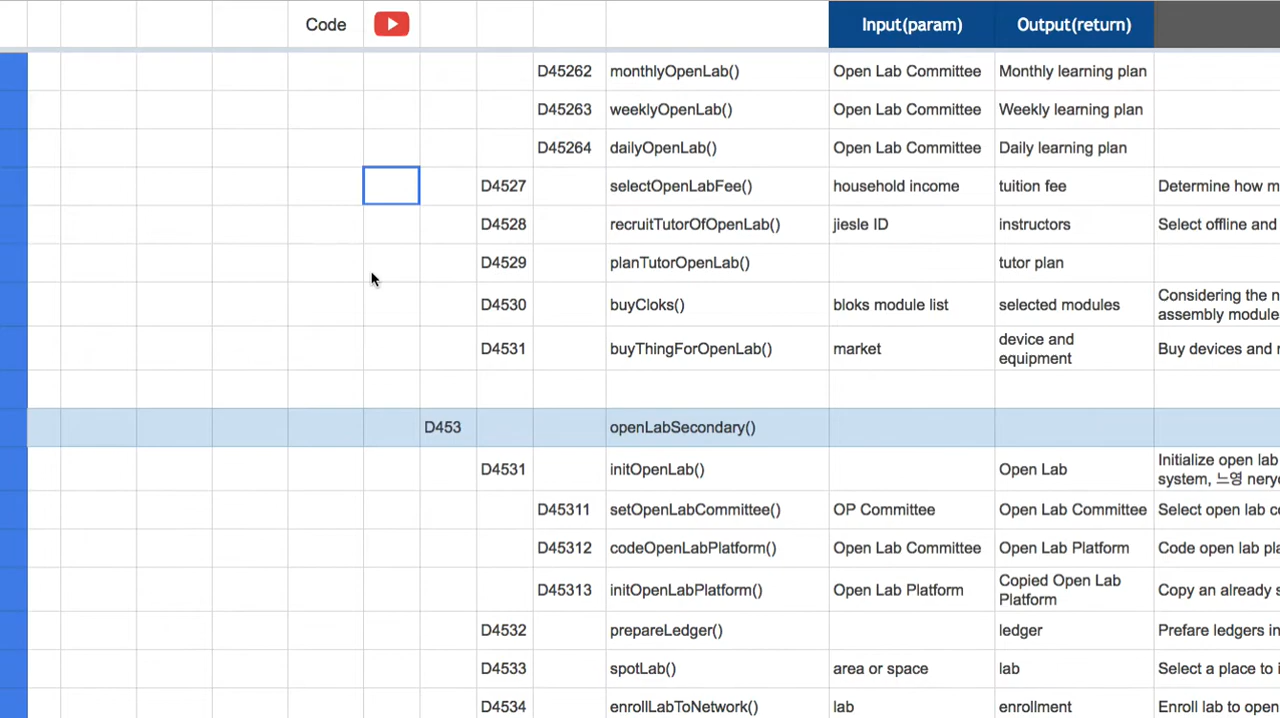 Code Input(param) Output(return)
D45262 monthlyOpenLab() Open Lab Committee Monthly learning plan
D45263 weeklyOpenLab() Open Lab Committee Weekly learning plan
D45264 dailyOpenLab() Open Lab Committee Daily learning plan
D4527 selectOpenLabFee() household income tuition fee Determine how m
D4528 recruitTutorOfOpenLab() jiesle ID instructors Select offline and
D4529 planTutorOpenLab() tutor plan
D4530 buyCloks() bloks module list selected modules Considering the n
assembly module
D4531 buyThingForOpenLab() market device and
equipment Buy devices and
D453 openLabSecondary()
D4531 initOpenLab() Open Lab Initialize open lab
system, 느영 nery
D45311 setOpenLabCommittee() OP Committee Open Lab Committee Select open lab c
D45312 codeOpenLabPlatform() Open Lab Committee Open Lab Platform Code open lab pla
D45313 initOpenLabPlatform() Open Lab Platform Copied Open Lab
Platform Copy an already s
D4532 prepareLedger() ledger Prefare ledgers in
D4533 spotLab() area or space lab Select a place to i
D4534 enrollLabToNetwork() lab enrollment Enroll lab to open